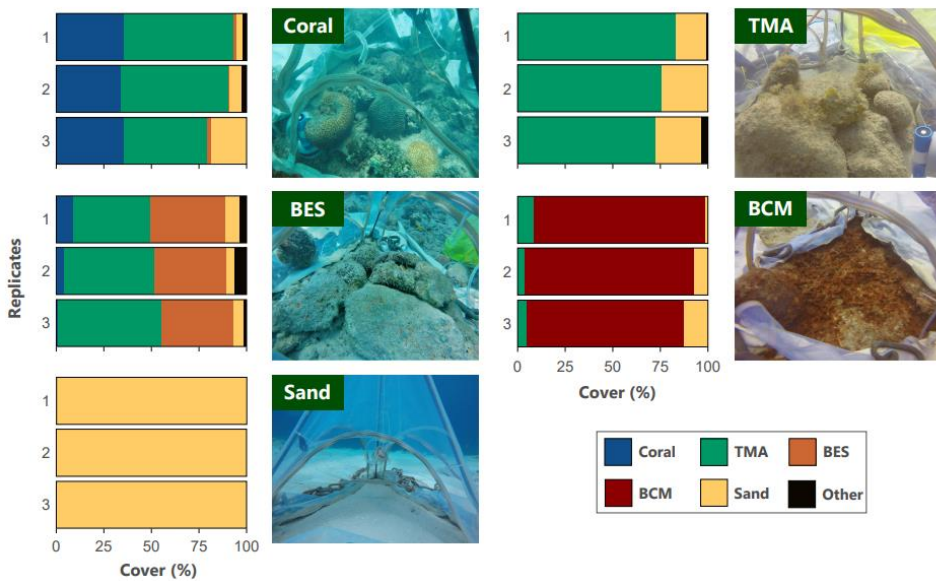 Coral
1
2
3
TMA
1
2
3
Replicates
BES
1
2
3
BCM
1
2
3
0 25 50 75 100
Cover (%)
Sand
1
2
3
0 25 50 75 100
Cover (%)
Coral TMA BES
BCM Sand Other